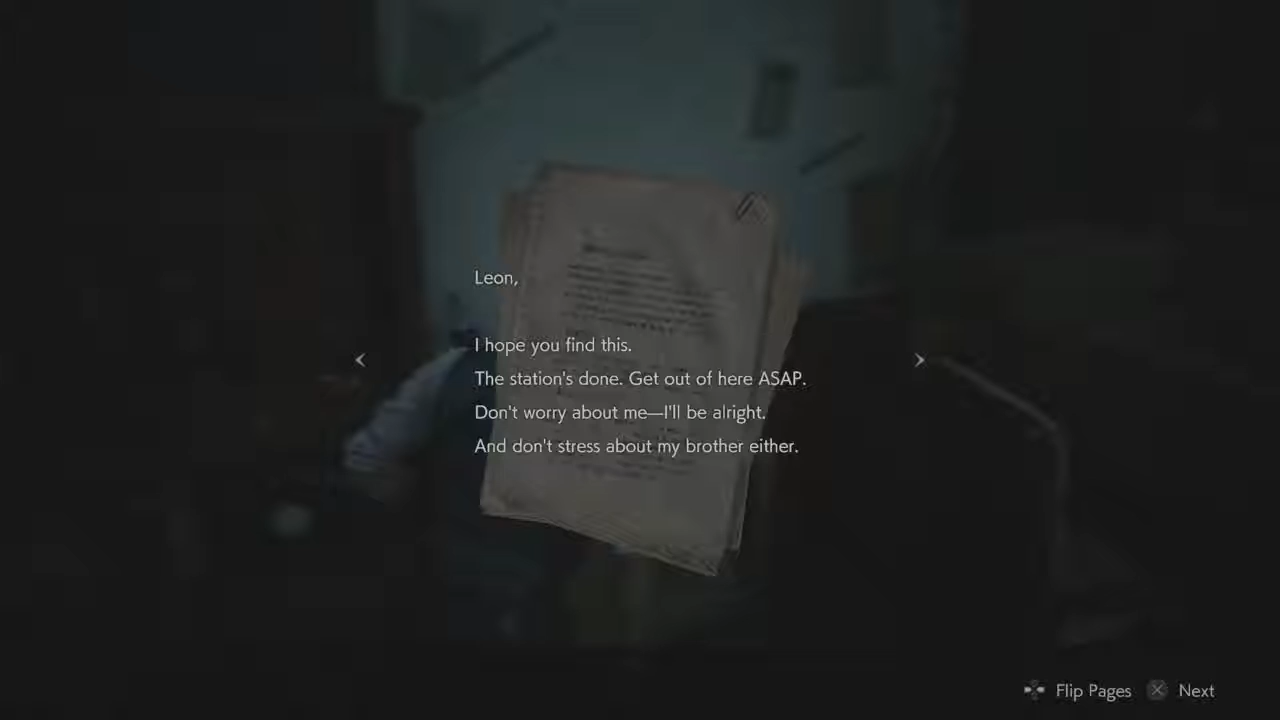 Leon,
I hope you find this.
The station's done. Get out of here ASAP.
Don't worry about me—I'll be alright.
And don't stress about my brother either.
Flip Pages
Next